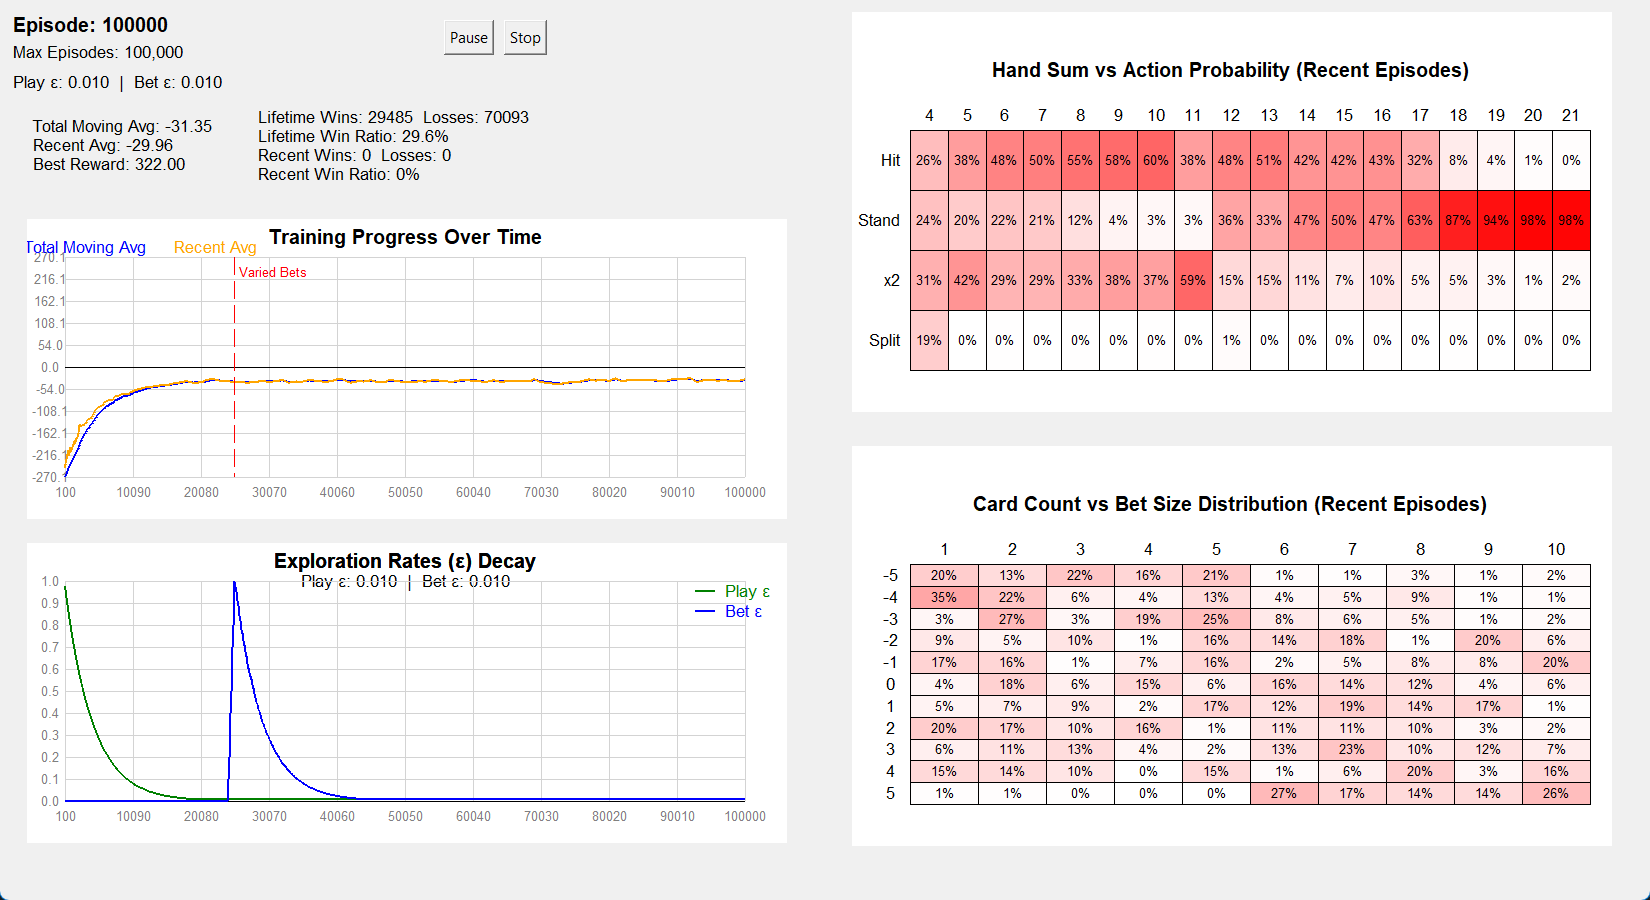 Episode: 100000
Max Episodes: 100,000
Play ε: 0.010 | Bet ε: 0.010
Pause Stop
Total Moving Avg: -31.35
Recent Avg: -29.96
Best Reward: 322.00
Lifetime Wins: 29485 Losses: 70093
Lifetime Win Ratio: 29.6%
Recent Wins: 0 Losses: 0
Recent Win Ratio: 0%
Training Progress Over Time
Total Moving Avg Recent Avg
Varied Bets
270.1
216.1
162.1
108.1
54.0
0.0
-54.0
-108.1
-162.1
-216.1
-270.1
100 10090 20080 30070 40060 50050 60040 70030 80020 90010 100000
Exploration Rates (ε) Decay
Play ε: 0.010 | Bet ε: 0.010
Play ε
Bet ε
1.0
0.9
0.8
0.7
0.6
0.5
0.4
0.3
0.2
0.1
0.0
100 10090 20080 30070 40060 50050 60040 70030 80020 90010 100000
Hand Sum vs Action Probability (Recent Episodes)
4 5 6 7 8 9 10 11 12 13 14 15 16 17 18 19 20 21
Hit 26% 38% 48% 50% 55% 58% 60% 38% 48% 51% 42% 42% 43% 32% 8% 4% 1% 0%
Stand 24% 20% 22% 21% 12% 4% 3% 3% 36% 33% 47% 50% 47% 63% 87% 94% 98% 98%
x2 31% 42% 29% 29% 33% 38% 37% 59% 15% 15% 11% 7% 10% 5% 5% 3% 1% 2%
Split 19% 0% 0% 0% 0% 0% 0% 0% 1% 0% 0% 0% 0% 0% 0% 0% 0% 0%
Card Count vs Bet Size Distribution (Recent Episodes)
1 2 3 4 5 6 7 8 9 10
-5 20% 13% 22% 16% 21% 1% 1% 3% 1% 2%
-4 35% 22% 6% 4% 13% 4% 5% 9% 1% 1%
-3 3% 27% 3% 19% 25% 8% 6% 5% 1% 2%
-2 9% 5% 10% 1% 16% 14% 18% 1% 20% 6%
-1 17% 16% 1% 7% 16% 2% 5% 8% 8% 20%
0 4% 18% 6% 15% 6% 16% 14% 12% 4% 6%
1 5% 7% 9% 2% 17% 12% 19% 14% 17% 1%
2 20% 17% 10% 16% 1% 11% 11% 10% 3% 2%
3 6% 11% 13% 4% 2% 13% 23% 10% 12% 7%
4 15% 14% 10% 0% 15% 1% 6% 20% 3% 16%
5 1% 1% 0% 0% 0% 27% 17% 14% 14% 26%